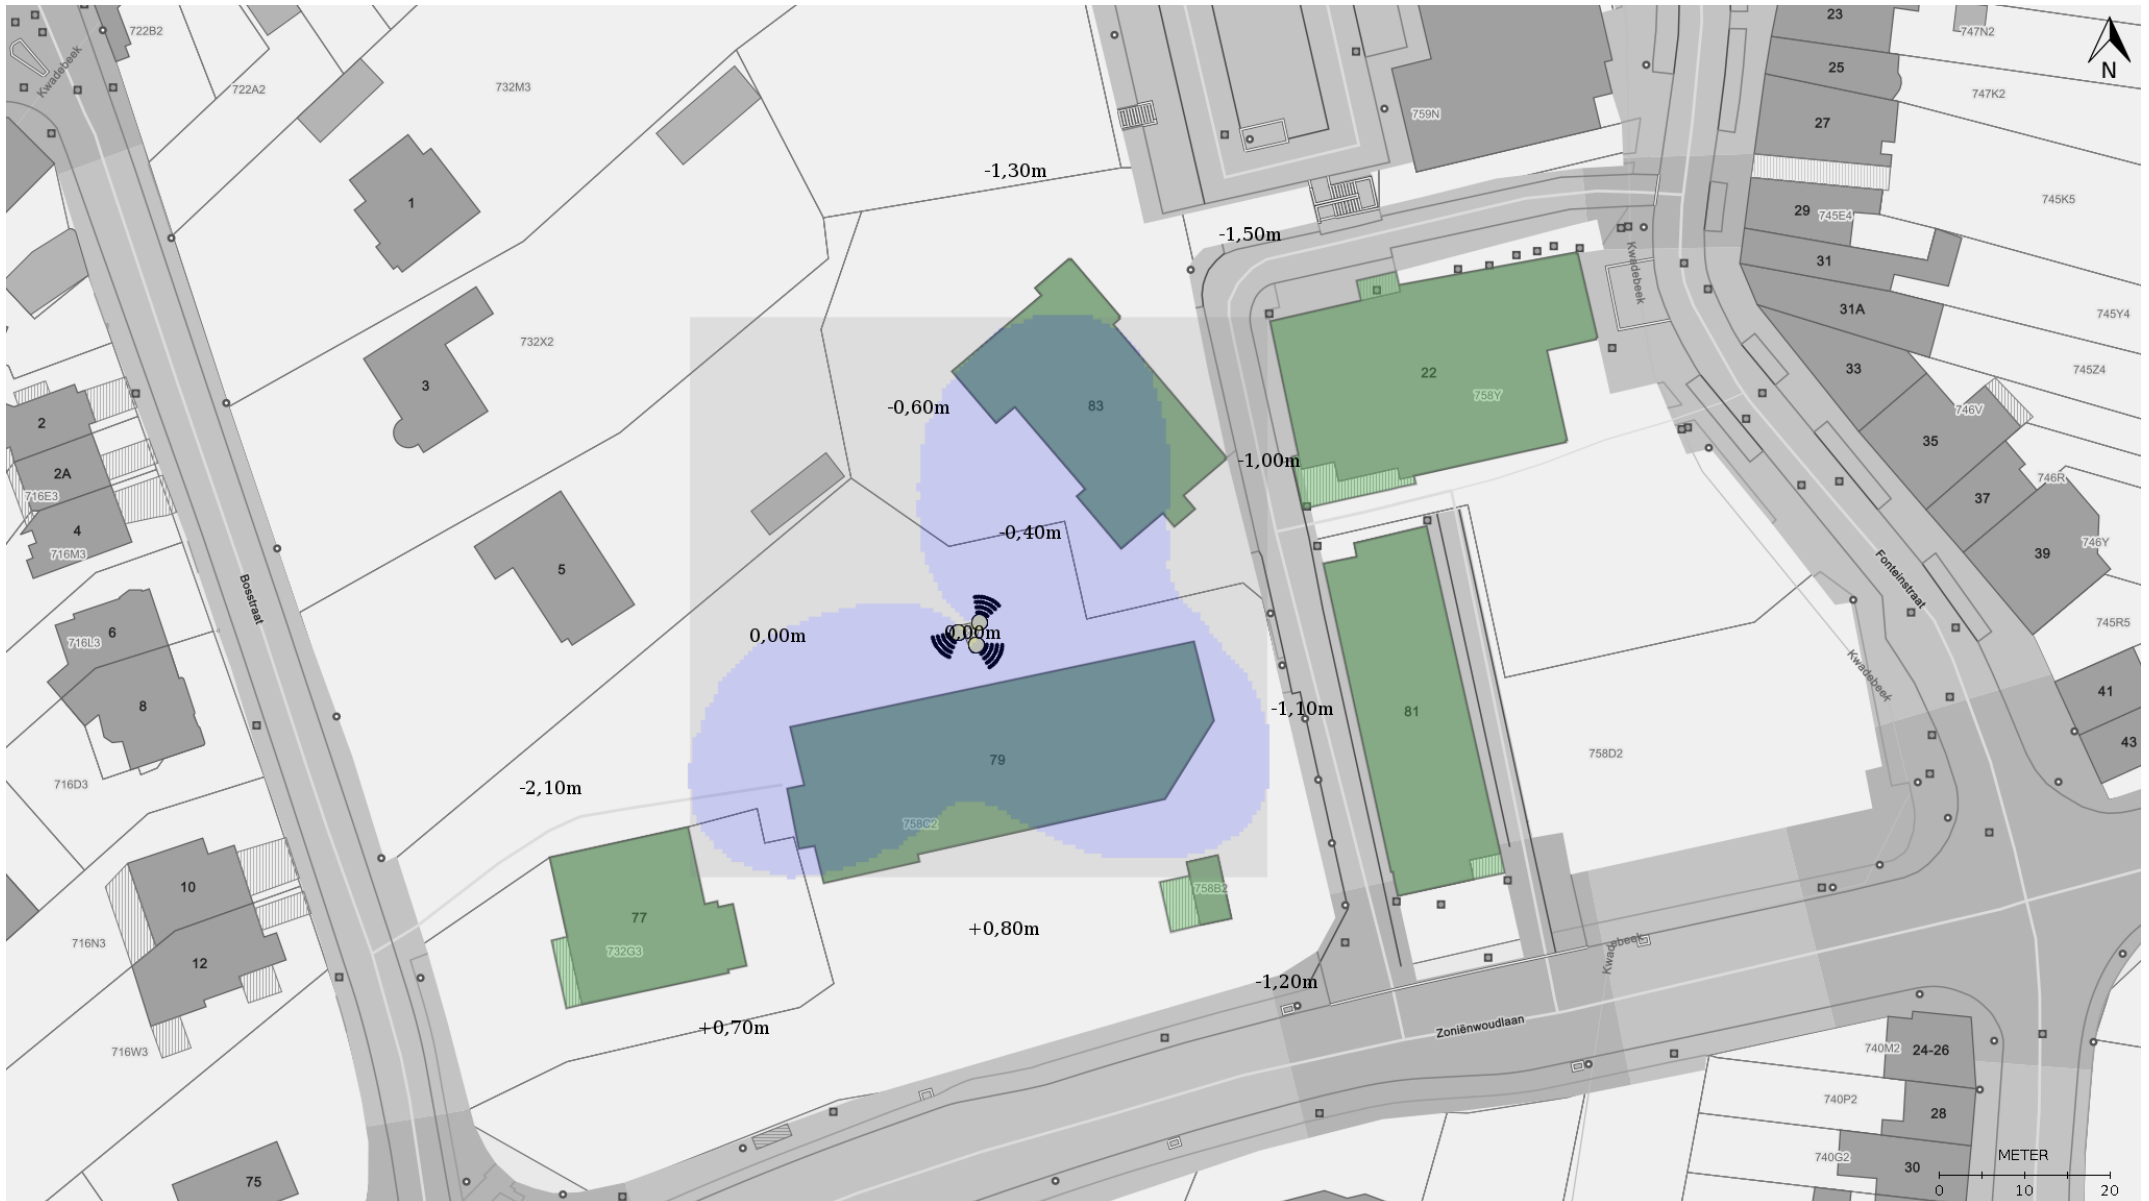 722B2
Kwadebeek
722A2
732M3
1
732X2
3
5
-1,30m
-1,50m
759N
23
747N2
25
747K2
27
29
745E4
745K5
31
31A
745Y4
33
745Z4
746V
35
746R
37
746Y
39
745R5
41
43
N
Kwadebeek
22
758Y
83
-0,60m
-1,00m
-0,40m
2
2A
716E3
4
716M3
Bosstraat
6
716L3
8
716D3
0,00m
0,00m
79
758C2
-1,10m
81
758D2
Fonteinstraat
Kwadebeek
-2,10m
77
732G3
758B2
+0,80m
-1,20m
+0,70m
10
716N3
12
716W3
75
Kwadebeek
Zoniënwoudlaan
740M2
24-26
740P2
28
740G2
30
METER
0 10 20